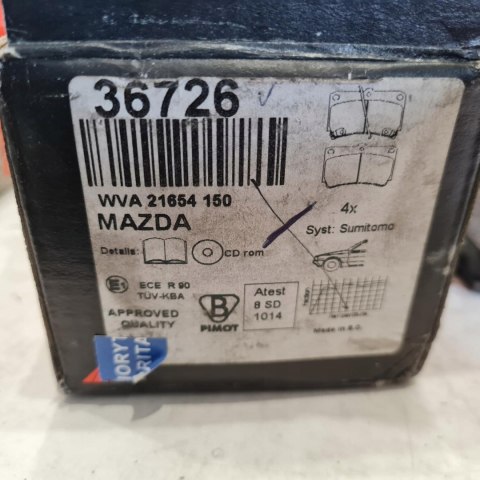 36726
WVA 21654 150
MAZDA
4x
Syst: Sumitomo
Details:
CD rom
ECE R 90
TÜV-KBA
APPROVED
QUALITY
B
PIMOT
Atest
8 SD
1014
Made in E.C.